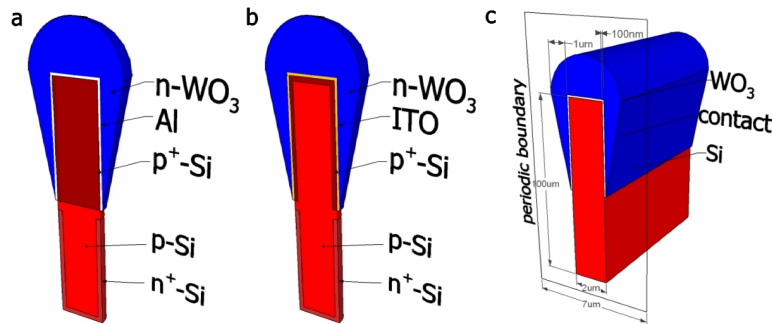 a
n-WO₃
Al
p⁺-Si
p-Si
n⁺-Si
b
n-WO₃
ITO
p⁺-Si
p-Si
n⁺-Si
c
1um
100nm
periodic boundary
WO₃
contact
Si
100um
2um
7um